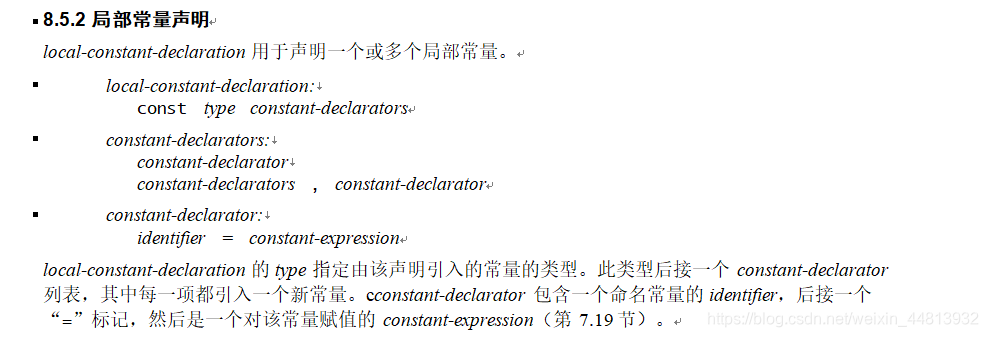 8.5.2 局部常量声明
local-constant-declaration 用于声明一个或多个局部常量。
local-constant-declaration:
const type constant-declarators
constant-declarators:
constant-declarator
constant-declarators , constant-declarator
constant-declarator:
identifier = constant-expression
local-constant-declaration 的 type 指定由该声明引入的常量的类型。此类型后接一个 constant-declarator
列表，其中每一项都引入一个新常量。cconstant-declarator 包含一个命名常量的 identifier，后接一个
“=”标记，然后是一个对该常量赋值的 constant-expression（第 7.19 节）。
https://blog.csdn.net/weixin_44813932